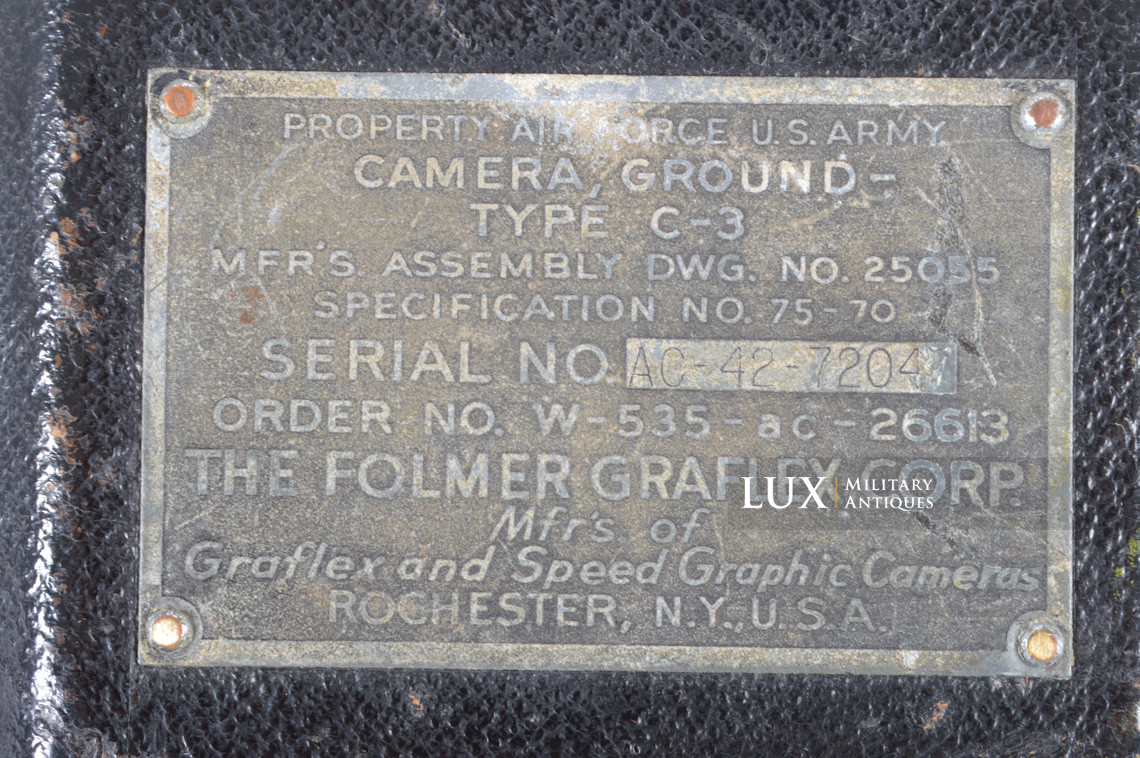 PROPERTY AIR FORCE U.S. ARMY
CAMERA, GROUND-
TYPE C-3
MFR'S. ASSEMBLY DWG. NO. 25055
SPECIFICATION NO. 75-70
SERIAL NO. AC-42-72047
ORDER NO. W-535-ac-26613
THE FOLMER GRAFLEX CORP.
LUX MILITARY ANTIQUES
Mfr's of
Graflex and Speed Graphic Cameras
ROCHESTER, N.Y., U.S.A.